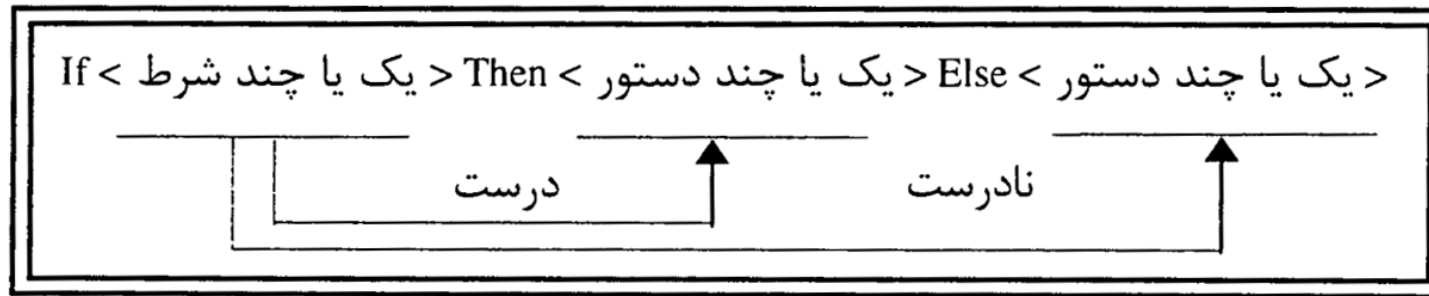 If < یک یا چند شرط > Then < یک یا چند دستور > Else < یک یا چند دستور >
درست
نادرست